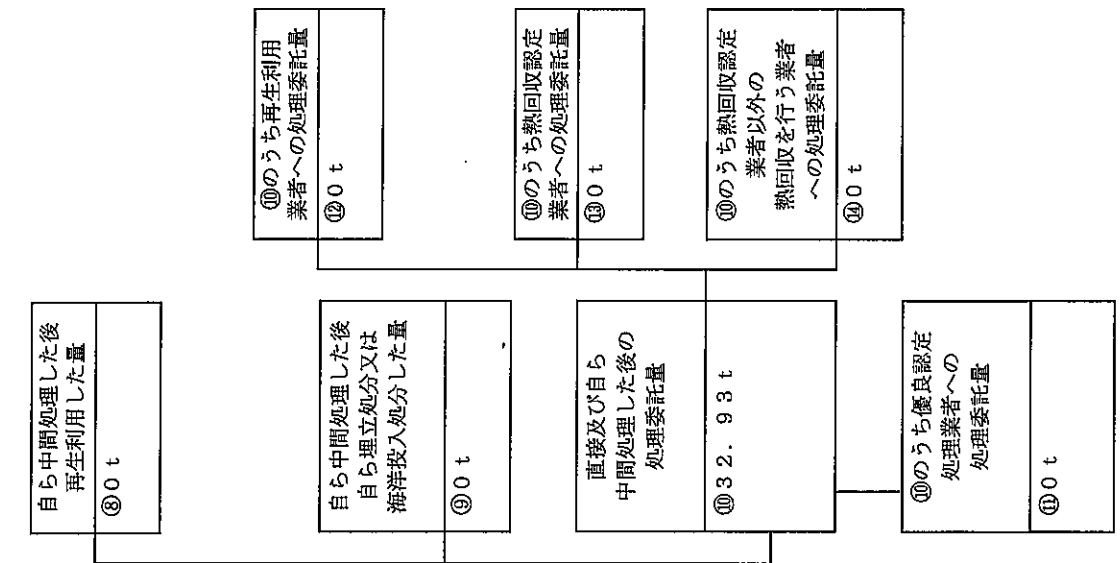 自ら中間処理した後
再生利用した量
⑧0 t
自ら中間処理した後
自ら埋立処分又は
海洋投入処分した量
⑨0 t
直接及び自ら
中間処理した後の
処理委託量
⑩32.93t
⑩のうち優良認定
処理業者への
処理委託量
⑪0 t
⑩のうち再生利用
業者への処理委託量
⑫0 t
⑩のうち熱回収認定
業者への処理委託量
⑬0 t
⑩のうち熱回収認定
業者以外の
熱回収を行う業者
への処理委託量
⑭0 t